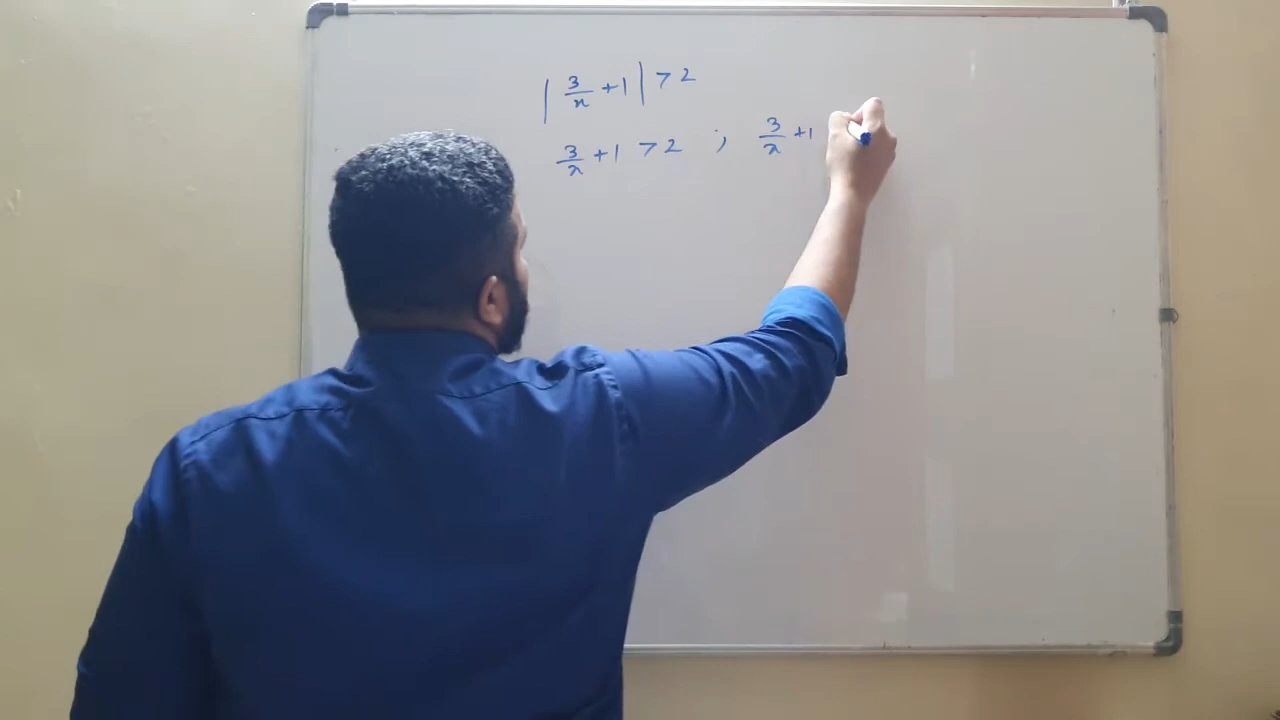 |3/x + 1| > 2
3/x + 1 > 2 ; 3/x + 1